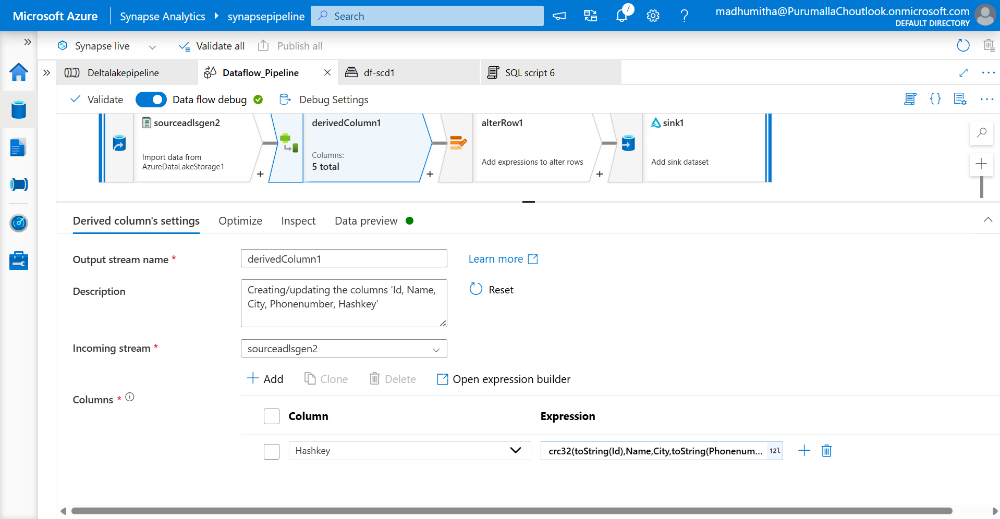 Microsoft Azure
Synapse Analytics
synapsepipeline
Search
7
madhumitha@PurumallaChoutlook.onmicrosoft.com
DEFAULT DIRECTORY
Synapse live
Validate all
Publish all
Deltalakepipeline
Dataflow_Pipeline
df-scd1
SQL script 6
Validate
Data flow debug
Debug Settings
sourceadlsgen2
Import data from
AzureDataLakeStorage1
+
derivedColumn1
Columns:
5 total
+
alterRow1
Add expressions to alter rows
+
sink1
Add sink dataset
Derived column's settings
Optimize
Inspect
Data preview
Output stream name *
derivedColumn1
Learn more
Description
Creating/updating the columns 'Id, Name,
City, Phonenumber, Hashkey'
Reset
Incoming stream *
sourceadlsgen2
Add
Clone
Delete
Open expression builder
Columns *
Column
Expression
Hashkey
crc32(toString(Id),Name,City,toString(Phonenum...
12l